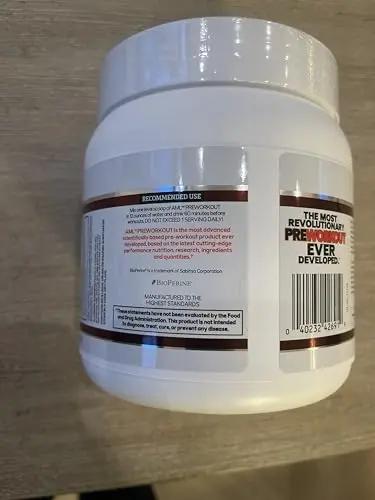 RECOMMENDED USE
Mix one level scoop of AML™ PREWORKOUT
in 12 ounces of water and drink 60 minutes before
workouts. DO NOT EXCEED 1 SERVING DAILY!
AML™ PREWORKOUT is the most advanced
scientifically-based pre-workout product ever
developed, based on the latest cutting-edge
performance nutrition, research, ingredients
and quantities.*
BioPerine® is a trademark of Sabinsa Corporation
BIOPERINE®
MANUFACTURED TO THE
HIGHEST STANDARDS
*These statements have not been evaluated by the Food
and Drug Administration. This product is not intended
to diagnose, treat, cure, or prevent any disease.
THE MOST
REVOLUTIONARY
PREWORKOUT
EVER
DEVELOPED.
0 40232 42697